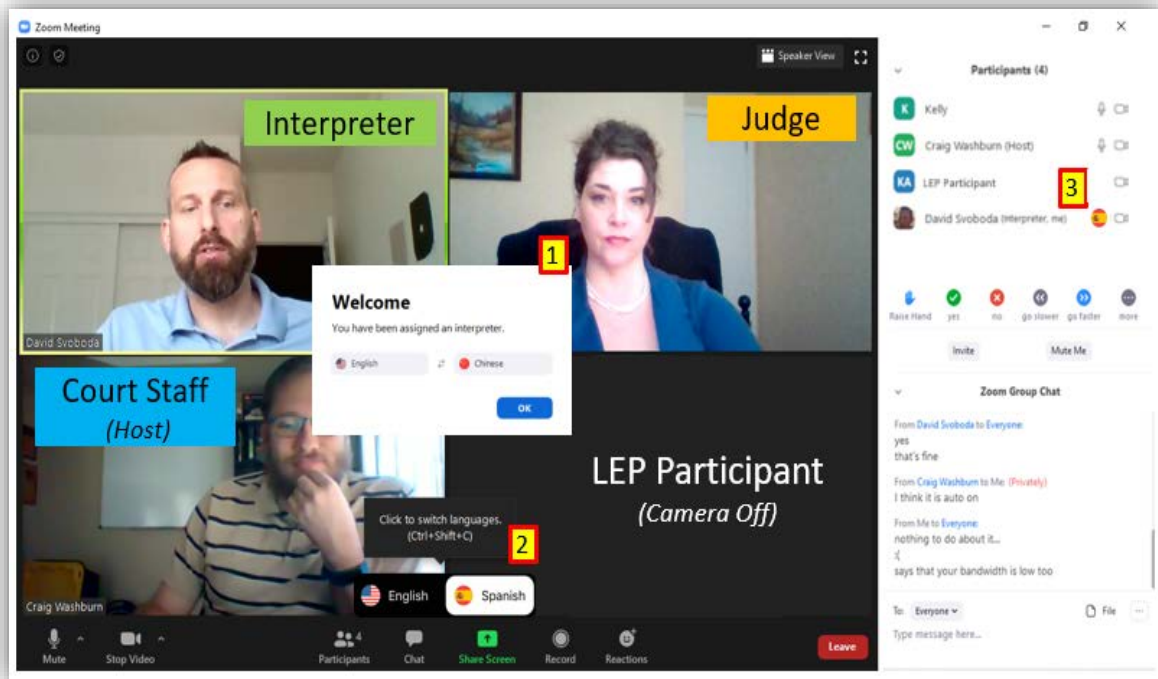 Zoom Meeting
Speaker View
Interpreter
Judge
David Svoboda
1
Welcome
You have been assigned an interpreter.
English
Chinese
OK
Court Staff
(Host)
LEP Participant
(Camera Off)
Click to switch languages.
(Ctrl+Shift+C)
2
English
Spanish
Craig Washburn
Mute
Stop Video
4
Participants
Chat
Share Screen
Record
Reactions
Leave
Participants (4)
K Kelly
CW Craig Washburn (Host)
KA LEP Participant
3
David Svoboda (Interpreter, me)
Raise Hand yes no go slower go faster more
Invite Mute Me
Zoom Group Chat
From David Svoboda to Everyone:
yes
that's fine
From Craig Washburn to Me: (Privately)
I think it is auto on
From Me to Everyone:
nothing to do about it...
:(
says that your bandwidth is low too
To: Everyone File ...
Type message here...